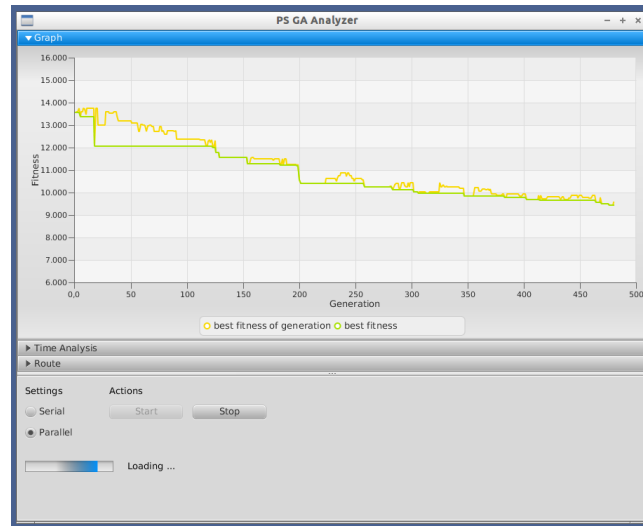 PS GA Analyzer
Graph
16.000
15.000
14.000
13.000
12.000
11.000
10.000
9.000
8.000
7.000
6.000
Fitness
0,0 50 100 150 200 250 300 350 400 450 500
Generation
best fitness of generation best fitness
Time Analysis
Route
...
Settings Actions
Serial Start Stop
Parallel
Loading ...